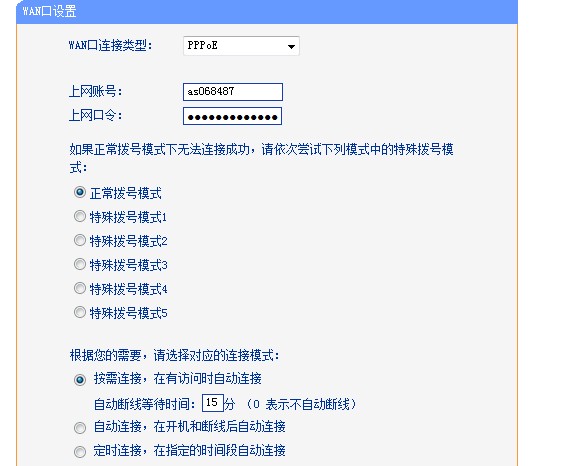 WAN口设置
WAN口连接类型： PPPoE
上网账号： as068487
上网口令： ●●●●●●●●●●●●●
如果正常拨号模式下无法连接成功，请依次尝试下列模式中的特殊拨号模
式：
正常拨号模式
特殊拨号模式1
特殊拨号模式2
特殊拨号模式3
特殊拨号模式4
特殊拨号模式5
根据您的需要，请选择对应的连接模式：
按需连接，在有访问时自动连接
自动断线等待时间： 15 分 （0 表示不自动断线）
自动连接，在开机和断线后自动连接
定时连接，在指定的时间段自动连接